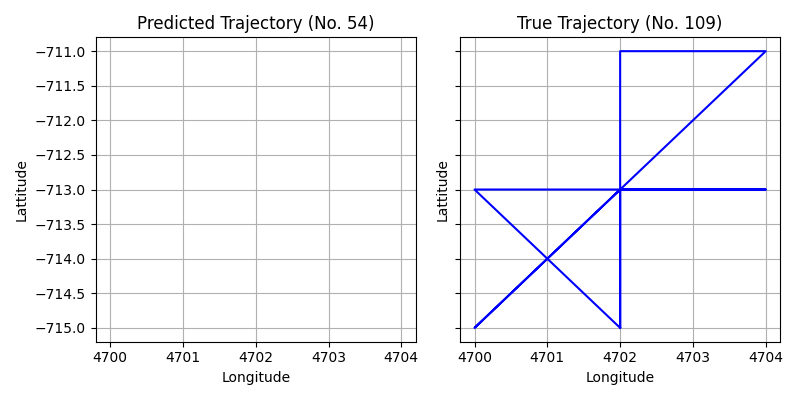 Predicted Trajectory (No. 54)
−711.0
−711.5
−712.0
−712.5
−713.0
−713.5
−714.0
−714.5
−715.0
Lattitude
4700 4701 4702 4703 4704
Longitude
True Trajectory (No. 109)
Lattitude
4700 4701 4702 4703 4704
Longitude